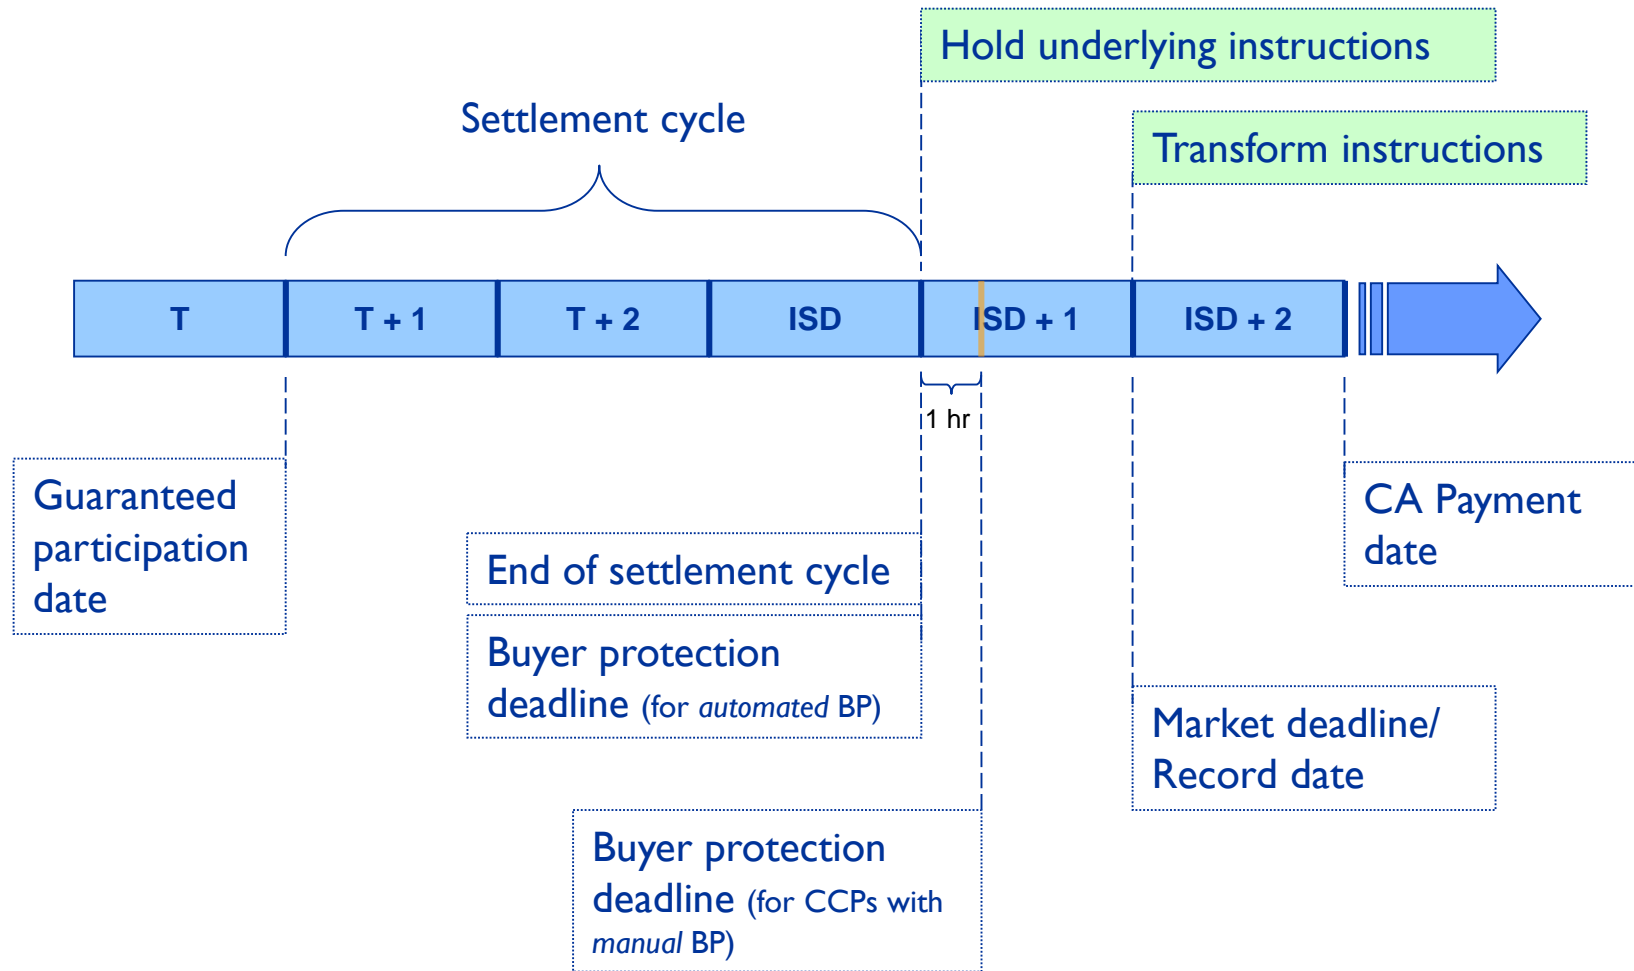 Hold underlying instructions
Settlement cycle
Transform instructions
T
T + 1
T + 2
ISD
ISD + 1
ISD + 2
1 hr
Guaranteed
participation
date
CA Payment
date
End of settlement cycle
Buyer protection
deadline (for automated BP)
Market deadline/
Record date
Buyer protection
deadline (for CCPs with
manual BP)